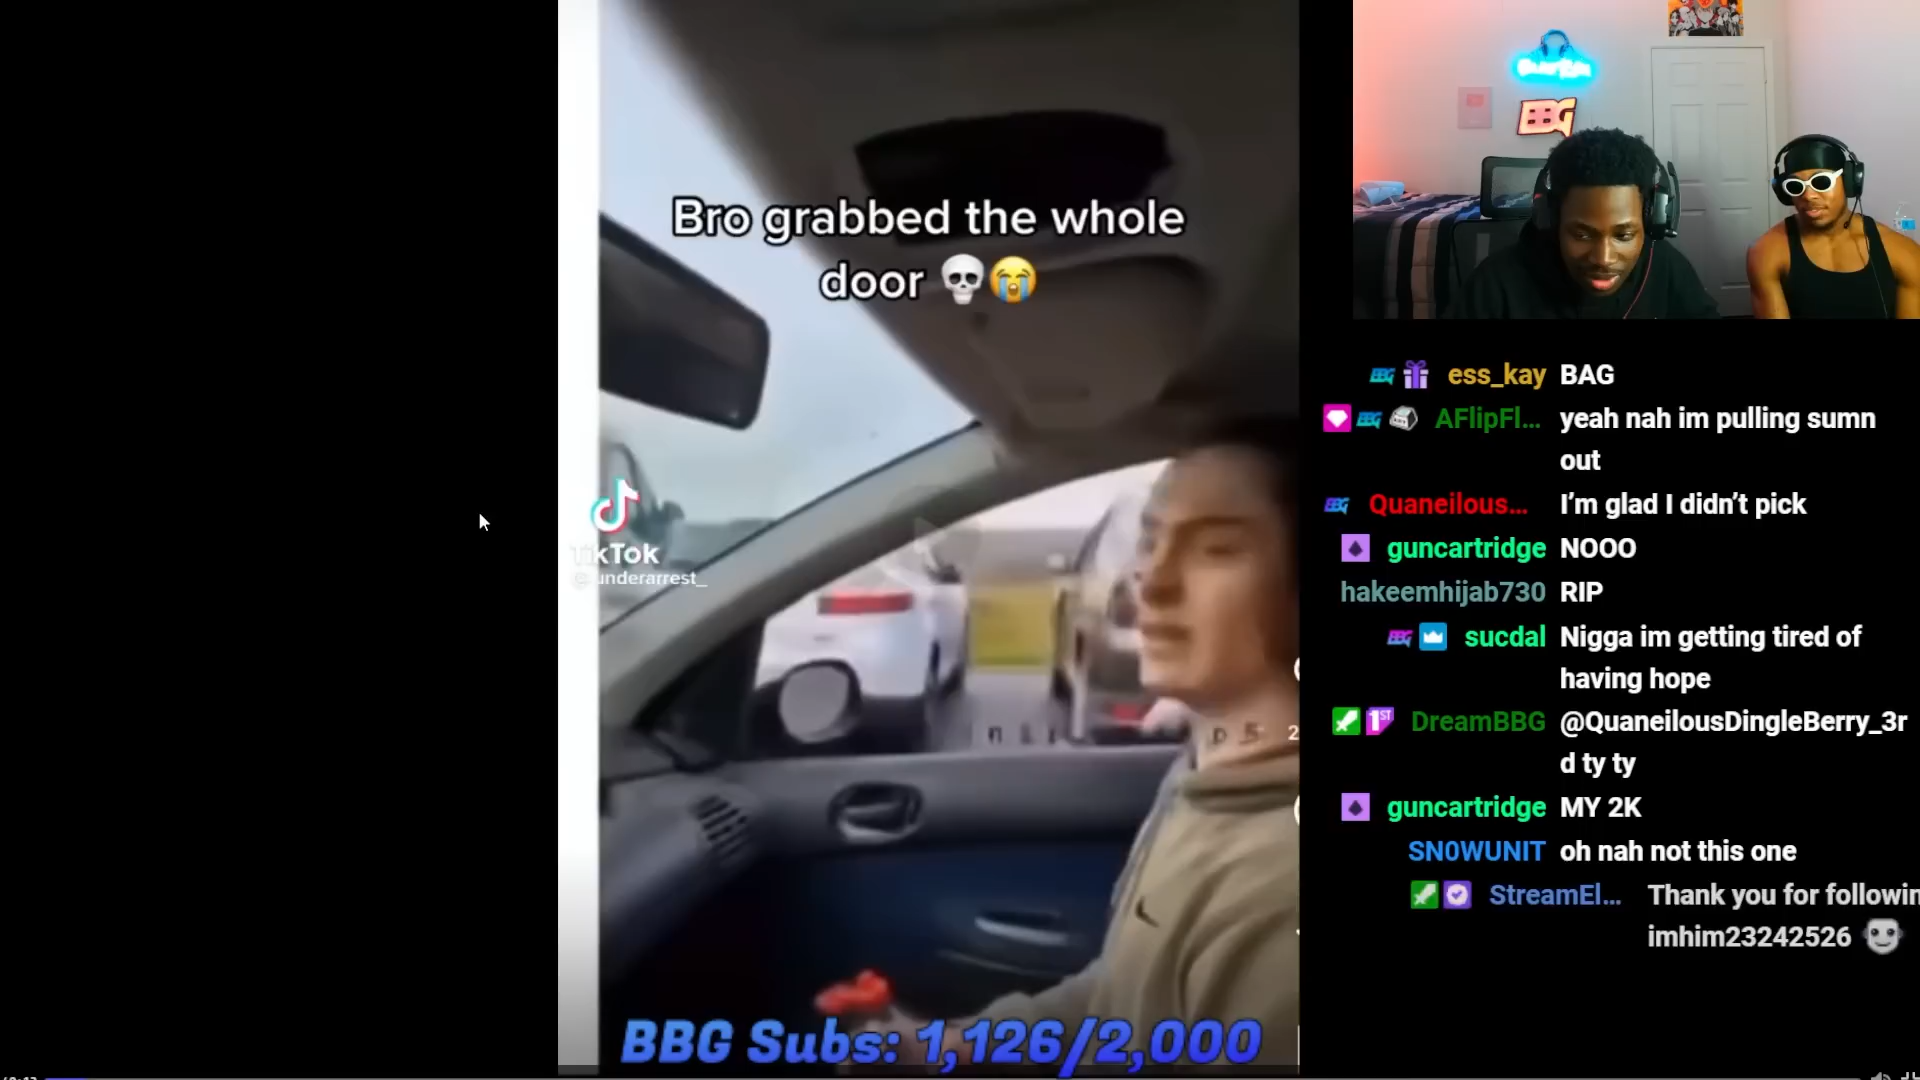 Bro grabbed the whole
door 💀😭
TikTok
underarrest_
BBG Subs: 1,126/2,000
BBG
ess_kay BAG
AFlipFl... yeah nah im pulling sumn
out
Quaneilous... I’m glad I didn’t pick
guncartridge NOOO
hakeemhijab730 RIP
sucdal Nigga im getting tired of
having hope
DreamBBG @QuaneilousDingleBerry_3r
d ty ty
guncartridge MY 2K
SN0WUNIT oh nah not this one
StreamEl... Thank you for followin
imhim23242526